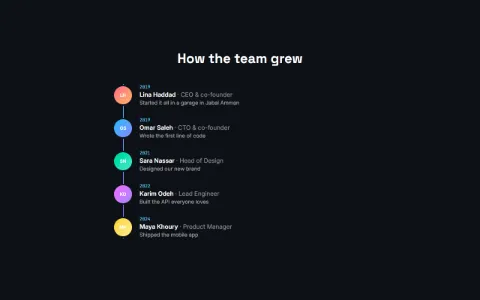 How the team grew
2019
Lina Haddad · CEO & co-founder
Started it all in a garage in Jabal Amman
2019
OS
Omar Saleh · CTO & co-founder
Wrote the first line of code
2021
SN
Sara Nassar · Head of Design
Designed our new brand
2022
KO
Karim Odeh · Lead Engineer
Built the API everyone loves
2024
Maya Khoury · Product Manager
Shipped the mobile app